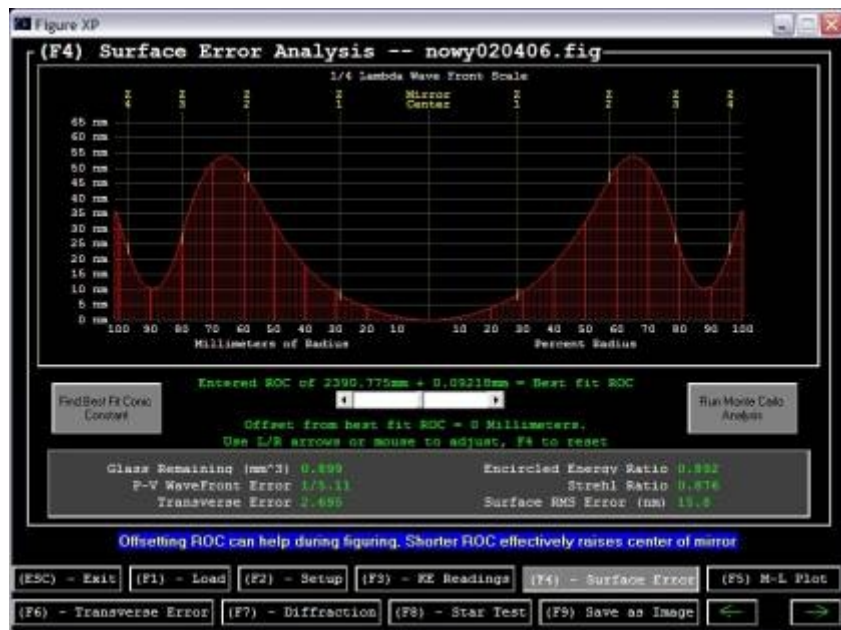 Figure XP
(F4) Surface Error Analysis -- nowy020406.fig
1/4 Lambda Wave Front Scale
Z4 Z3 Z2 Z1 Mirror Center Z1 Z2 Z3 Z4
65 nm
60 nm
55 nm
50 nm
45 nm
40 nm
35 nm
30 nm
25 nm
20 nm
15 nm
10 nm
5 nm
0 nm
100 90 80 70 60 50 40 30 20 10 10 20 30 40 50 60 70 80 90 100
Millimeters of Radius Percent Radius
Entered ROC of 2390.775mm + 0.09218mm = Best fit ROC
Find Best Fit Conic Constant
Run Monte Carlo Analysis
Offset from best fit ROC = 0 Millimeters.
Use L/R arrows or mouse to adjust, F4 to reset
Glass Remaining (mm^3) 0.899 Encircled Energy Ratio 0.892
P-V WaveFront Error 1/5.11 Strehl Ratio 0.876
Transverse Error 2.695 Surface RMS Error (nm) 15.8
Offsetting ROC can help during figuring. Shorter ROC effectively raises center of mirror
(ESC) - Exit (F1) - Load (F2) - Setup (F3) - KE Readings (F4) - Surface Error (F5) M-L Plot
(F6) - Transverse Error (F7) - Diffraction (F8) - Star Test (F9) Save as Image